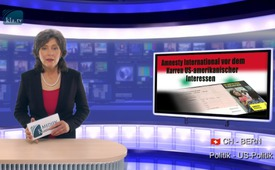 kla.tv
Amnesty International vor dem
Karren US-amerikanischer
Interessen
CH - BERN
Politik - US-Politik